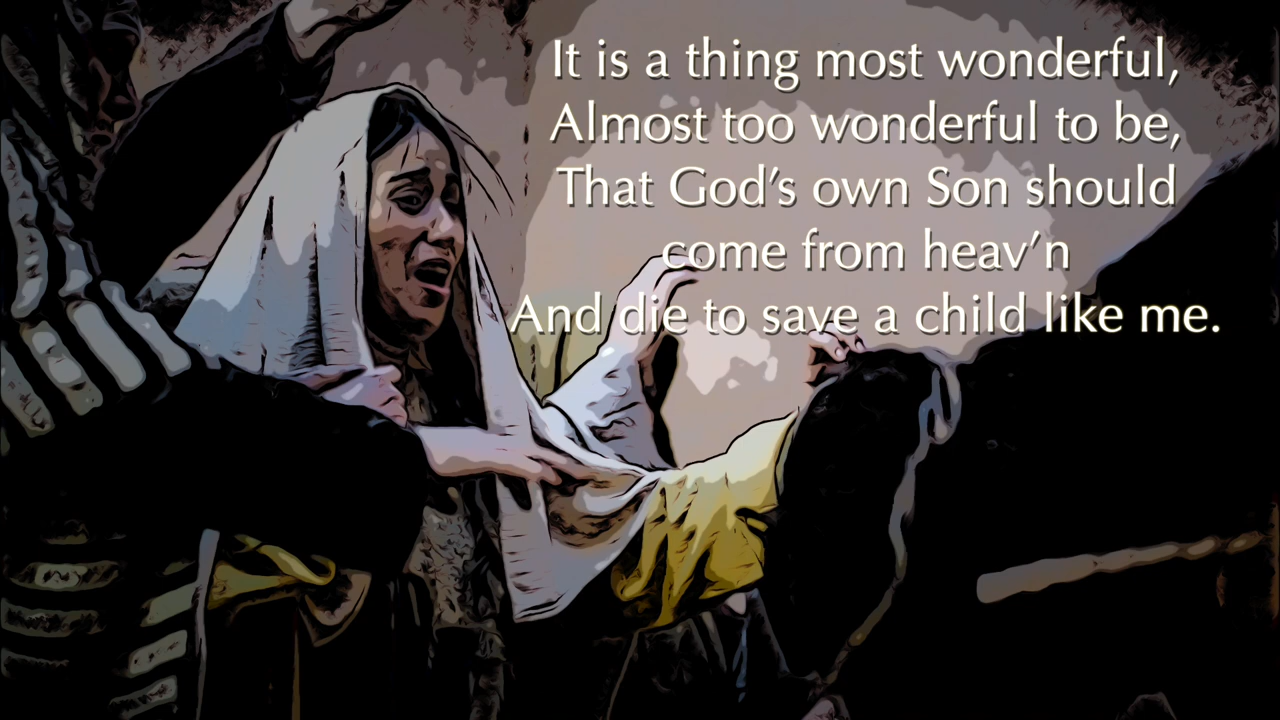 It is a thing most wonderful,
Almost too wonderful to be,
That God’s own Son should
come from heav’n
And die to save a child like me.